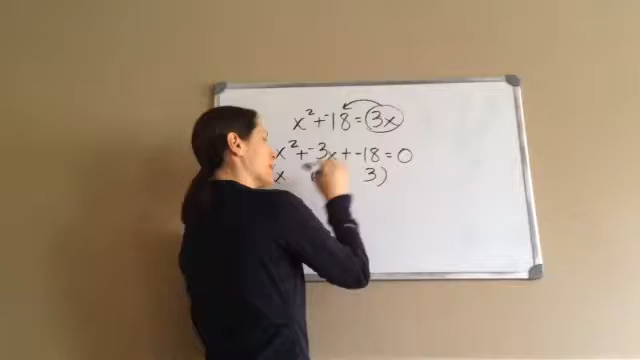 x² + -18 = 3x
x² + -3x + -18 = 0
x 3)